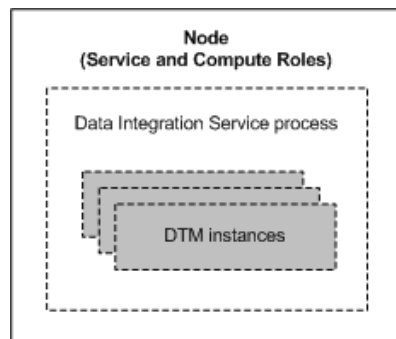 Node
(Service and Compute Roles)
Data Integration Service process
DTM instances